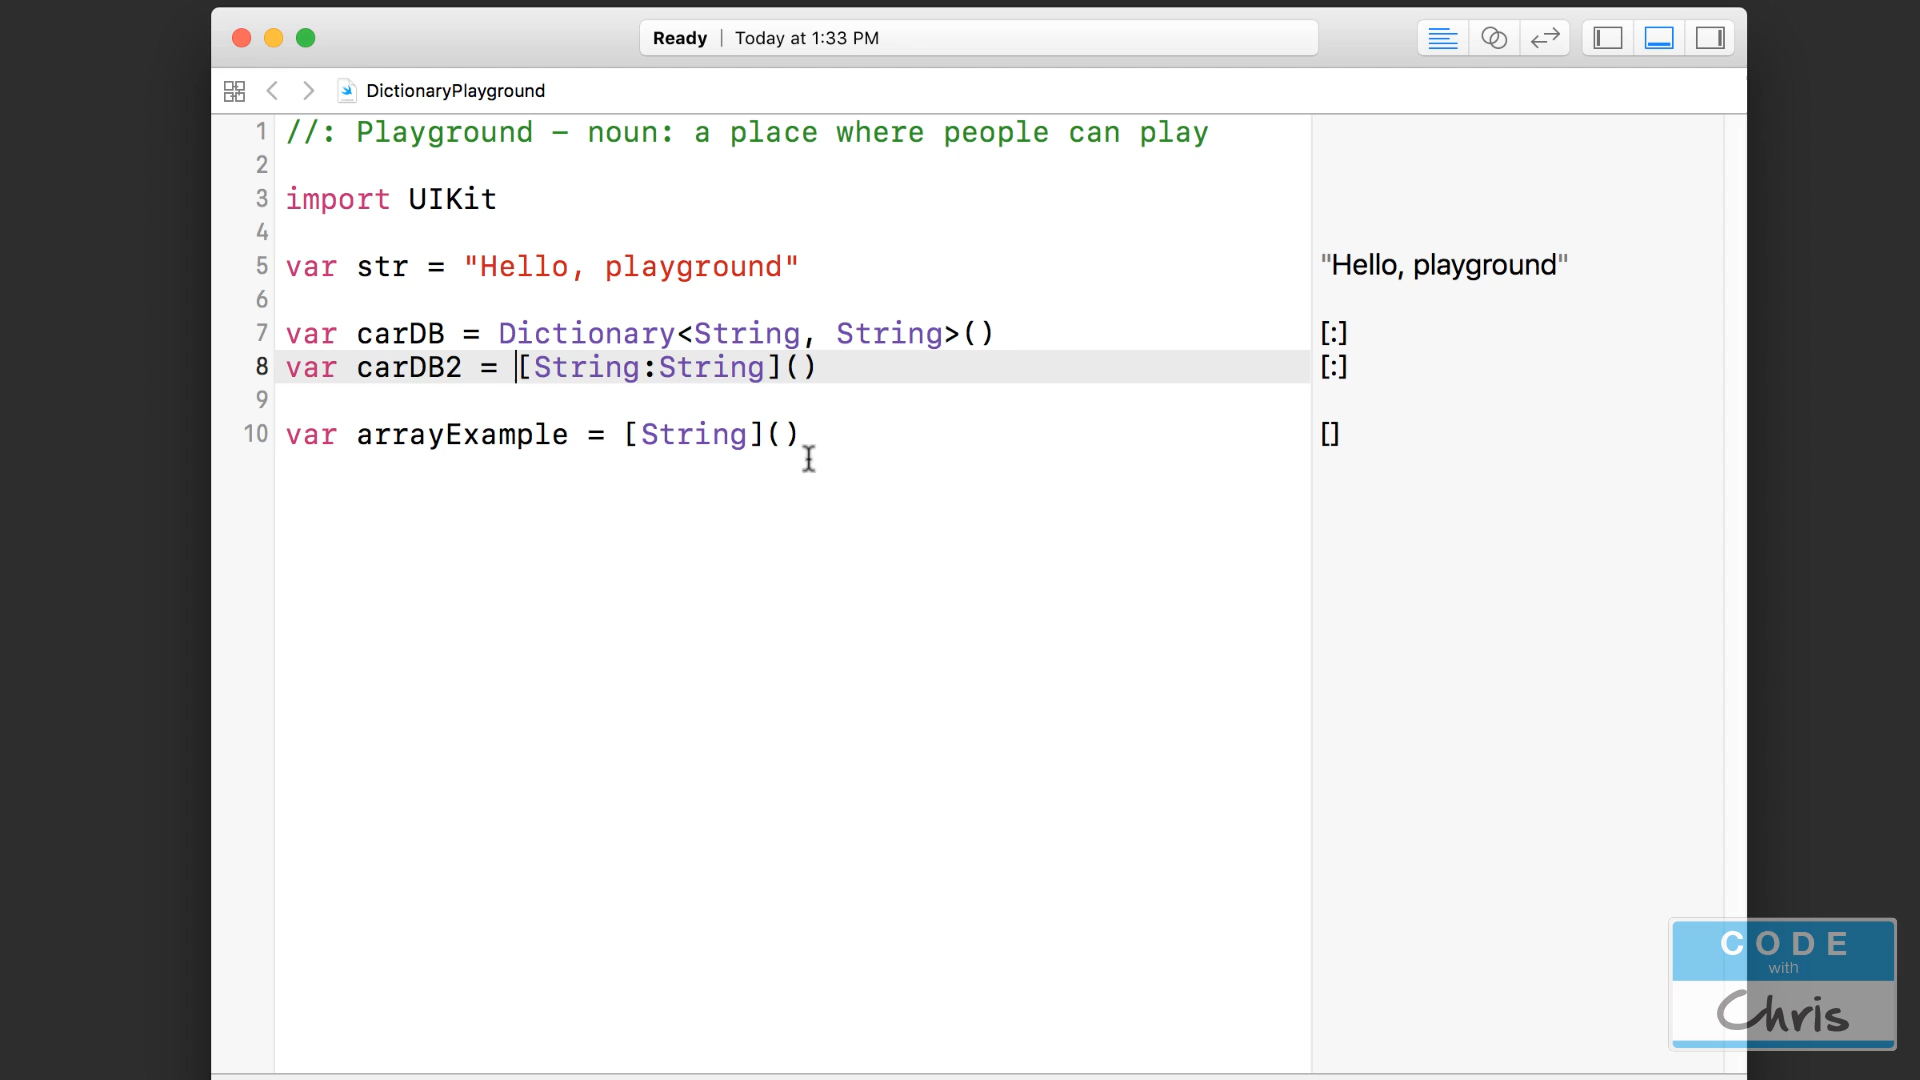 Ready | Today at 1:33 PM
DictionaryPlayground
1 //: Playground – noun: a place where people can play
2
3 import UIKit
4
5 var str = "Hello, playground" "Hello, playground"
6
7 var carDB = Dictionary<String, String>() [:]
8 var carDB2 = [String:String]() [:]
9
10 var arrayExample = [String]() []
CODE
with
Chris